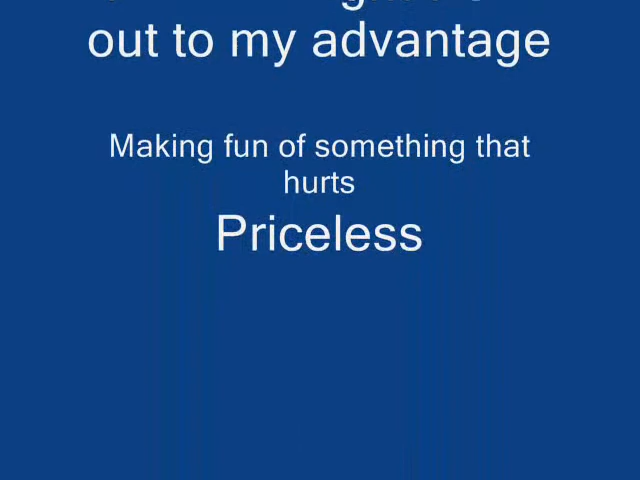 out to my advantage
Making fun of something that
hurts
Priceless